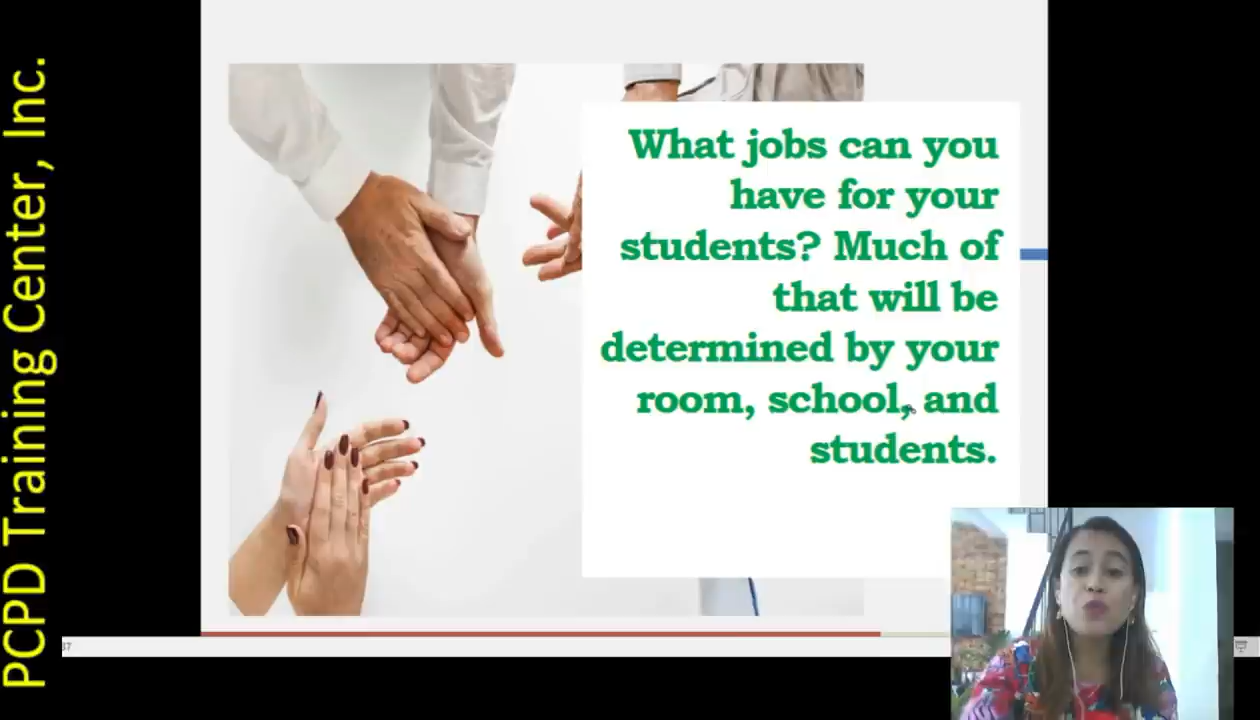 PCPD Training Center, Inc.
What jobs can you
have for your
students? Much of
that will be
determined by your
room, school, and
students.
37